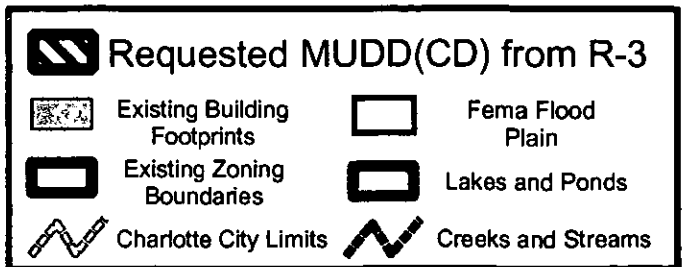 Requested MUDD(CD) from R-3
Existing Building
Footprints
Fema Flood
Plain
Existing Zoning
Boundaries
Lakes and Ponds
Charlotte City Limits
Creeks and Streams